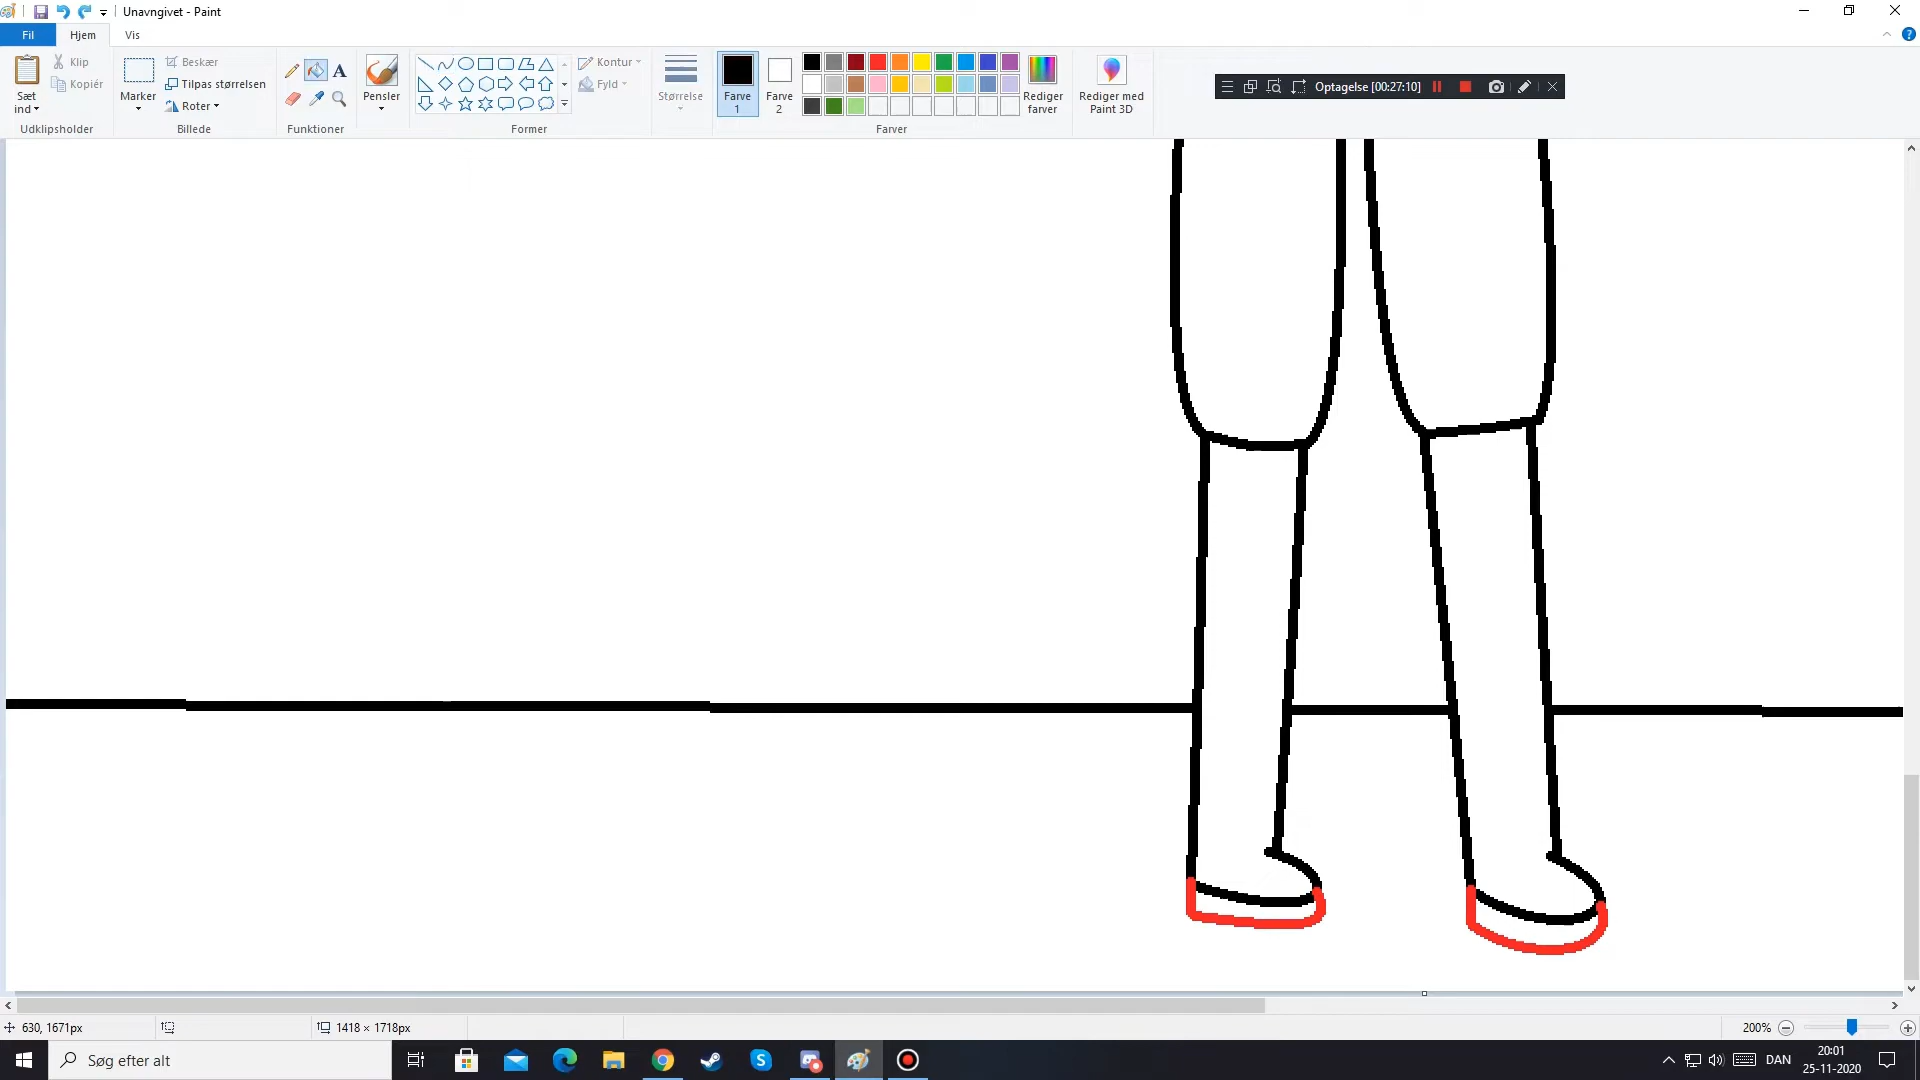 Unavngivet - Paint
Fil Hjem Vis
Sæt ind
Klip
Kopiér
Udklipsholder
Marker
Beskær
Tilpas størrelsen
Roter
Billede
A
Funktioner
Pensler
Kontur
Fyld
Former
Størrelse
Farve 1
Farve 2
Rediger farver
Farver
Rediger med Paint 3D
Optagelse [00:27:10]
630, 1671px
1418 × 1718px
200%
Søg efter alt
DAN
20:01
25-11-2020